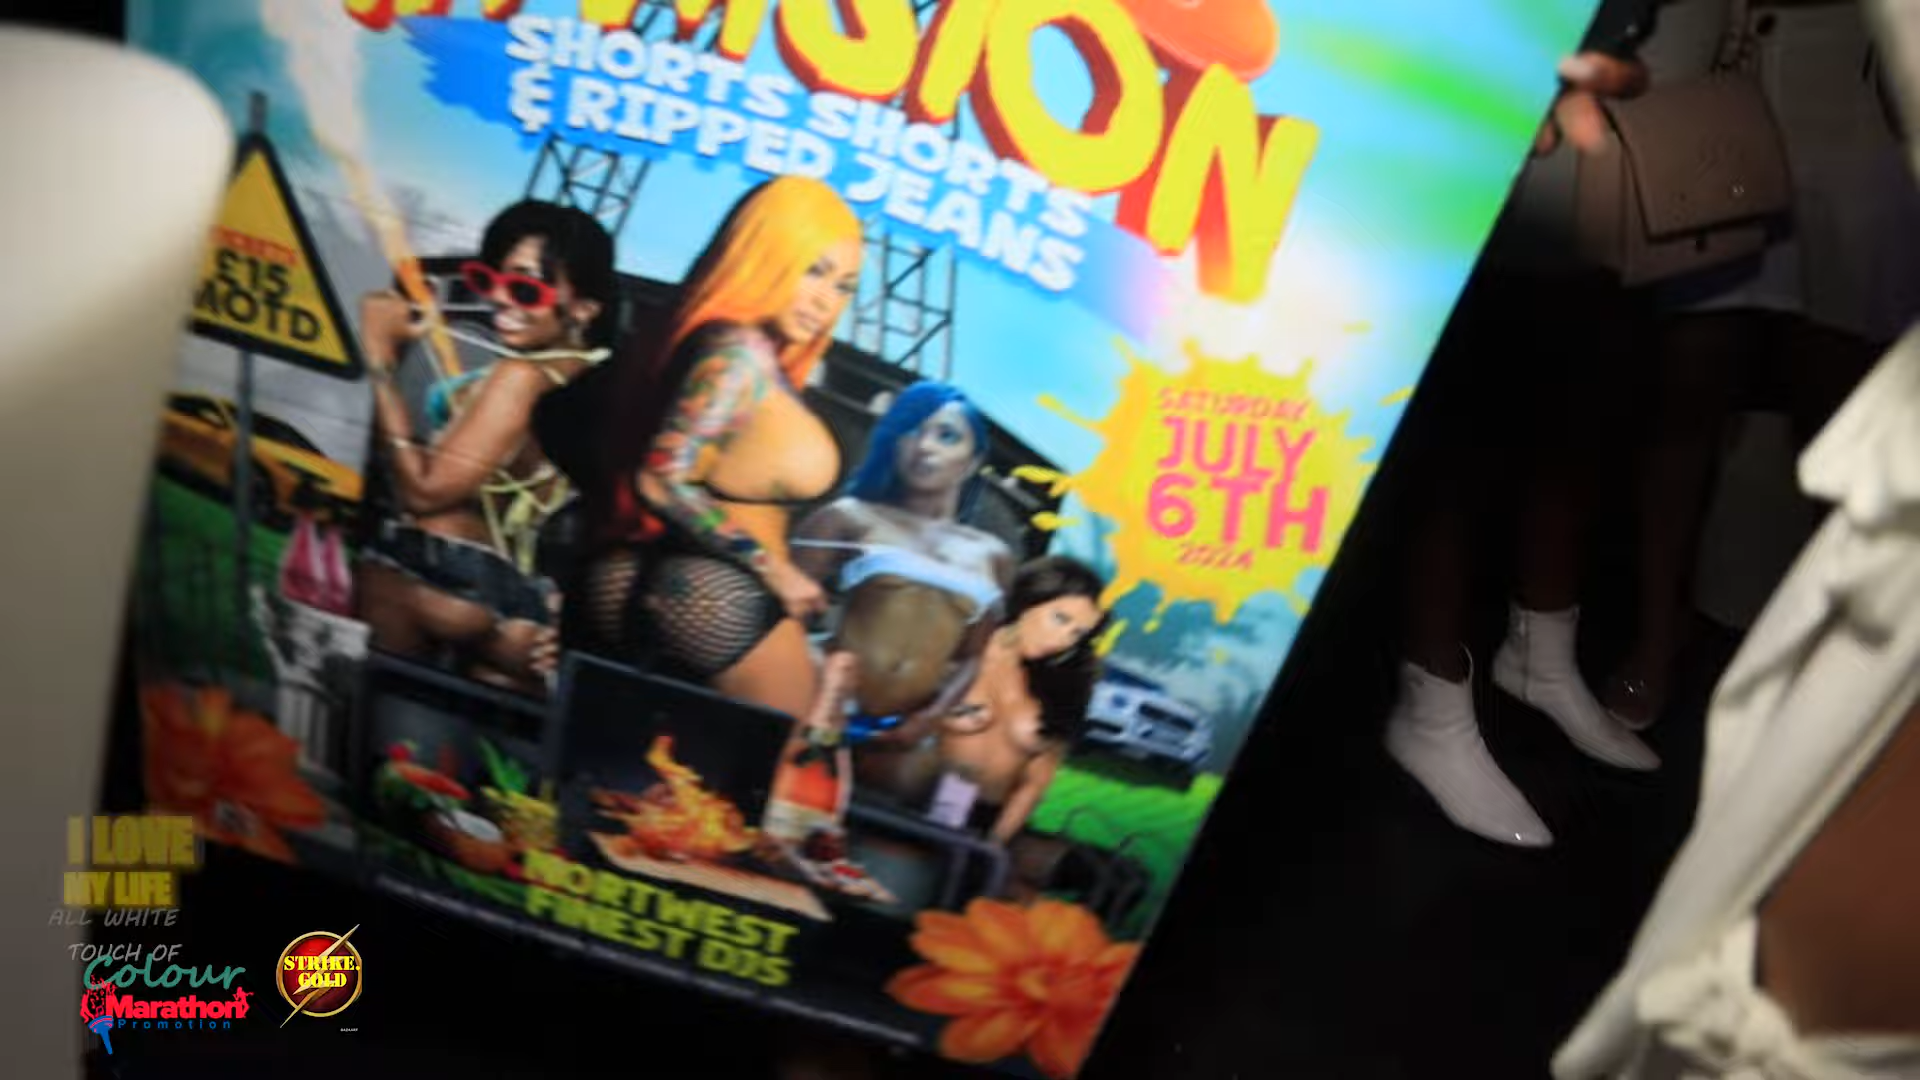 SHORTS SHORTS
& RIPPED JEANS
TICKETS
£15
MOTD
SATURDAY
JULY
6TH
2024
NORTWEST
FINEST DJS
I LOVE
MY LIFE
ALL WHITE
TOUCH OF
Colour
Marathon
Promotion
STRIKE.
GOLD